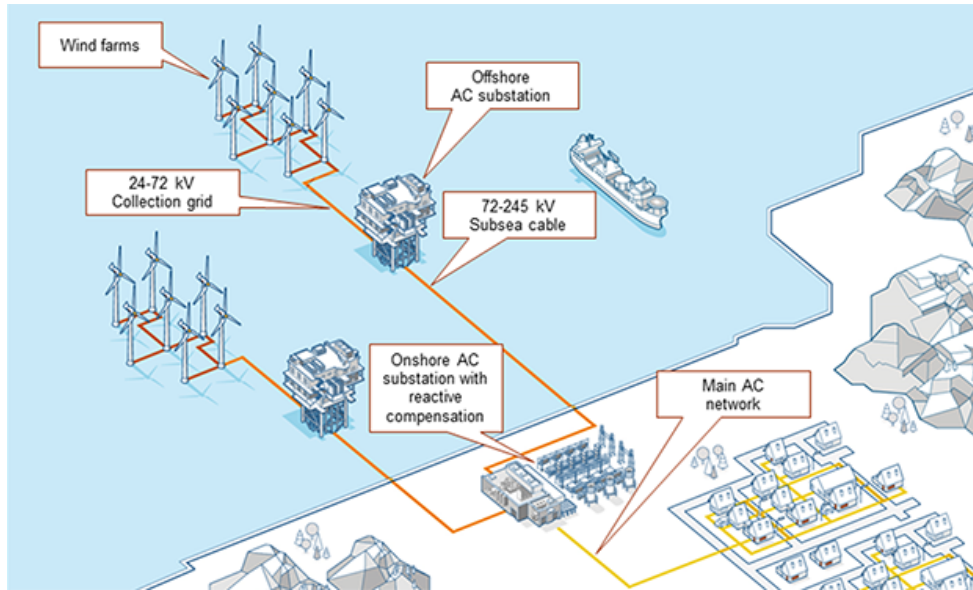 Wind farms
Offshore
AC substation
24-72 kV
Collection grid
72-245 kV
Subsea cable
Onshore AC
substation with
reactive
compensation
Main AC
network